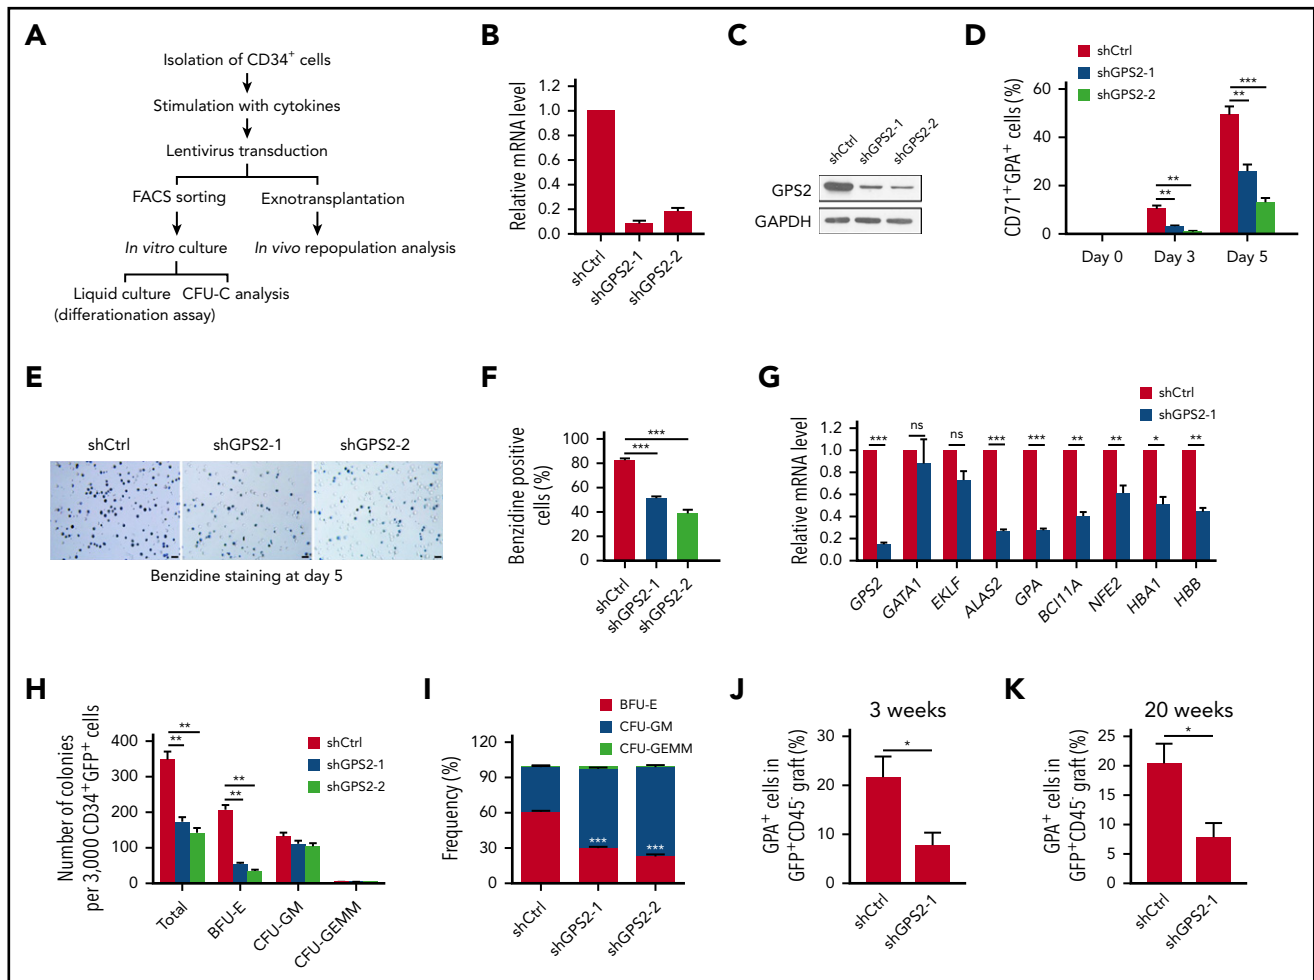 A
Isolation of CD34+ cells
Stimulation with cytokines
Lentivirus transduction
FACS sorting Exnotransplantation
In vitro culture In vivo repopulation analysis
Liquid culture CFU-C analysis
(differationation assay)
B
Relative mRNA level
1.2
1.0
0.8
0.6
0.4
0.2
0.0
shCtrl
shGPS2-1
shGPS2-2
C
shCtrl
shGPS2-1
shGPS2-2
GPS2
GAPDH
D
shCtrl
shGPS2-1
shGPS2-2
CD71+GPA+ cells (%)
60
40
20
0
**
**
***
**
Day 0 Day 3 Day 5
E
shCtrl shGPS2-1 shGPS2-2
Benzidine staining at day 5
F
Benzidine positive
cells (%)
100
80
60
40
20
0
***
***
shCtrl
shGPS2-1
shGPS2-2
G
shCtrl
shGPS2-1
Relative mRNA level
1.2
1.0
0.8
0.6
0.4
0.2
0.0
*** ns ns *** *** ** ** * **
GPS2
GATA1
EKLF
ALAS2
GPA
BCl11A
NFE2
HBA1
HBB
H
Number of colonies
per 3,000 CD34+GFP+ cells
400
300
200
100
0
**
**
**
**
shCtrl
shGPS2-1
shGPS2-2
Total
BFU-E
CFU-GM
CFU-GEMM
I
BFU-E
CFU-GM
CFU-GEMM
Frequency (%)
120
90
60
30
0
*** ***
shCtrl
shGPS2-1
shGPS2-2
J
3 weeks
GPA+ cells in
GFP+CD45- graft (%)
30
20
10
0
*
shCtrl
shGPS2-1
K
20 weeks
GPA+ cells in
GFP+CD45- graft (%)
25
20
15
10
5
0
*
shCtrl
shGPS2-1